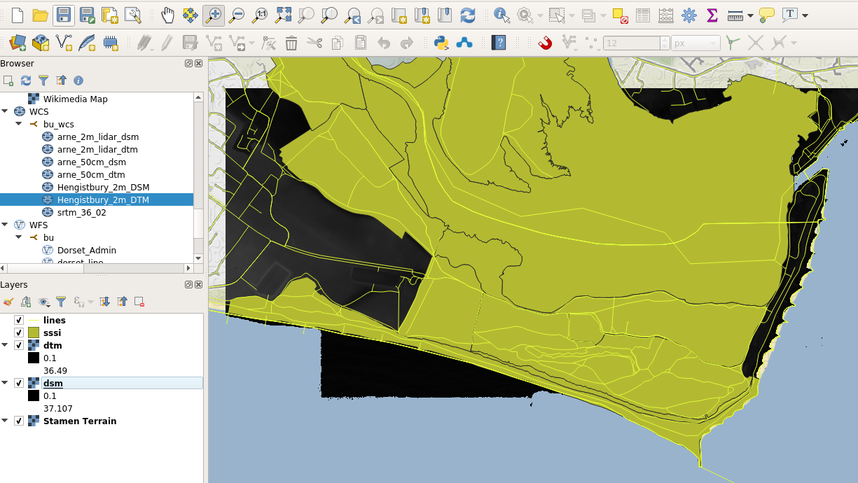 12
px
T
Browser
Wikimedia Map
WCS
bu_wcs
arne_2m_lidar_dsm
arne_2m_lidar_dtm
arne_50cm_dsm
arne_50cm_dtm
Hengistbury_2m_DSM
Hengistbury_2m_DTM
srtm_36_02
WFS
bu
Dorset_Admin
dorset_line
Layers
lines
sssi
dtm
0.1
36.49
dsm
0.1
37.107
Stamen Terrain